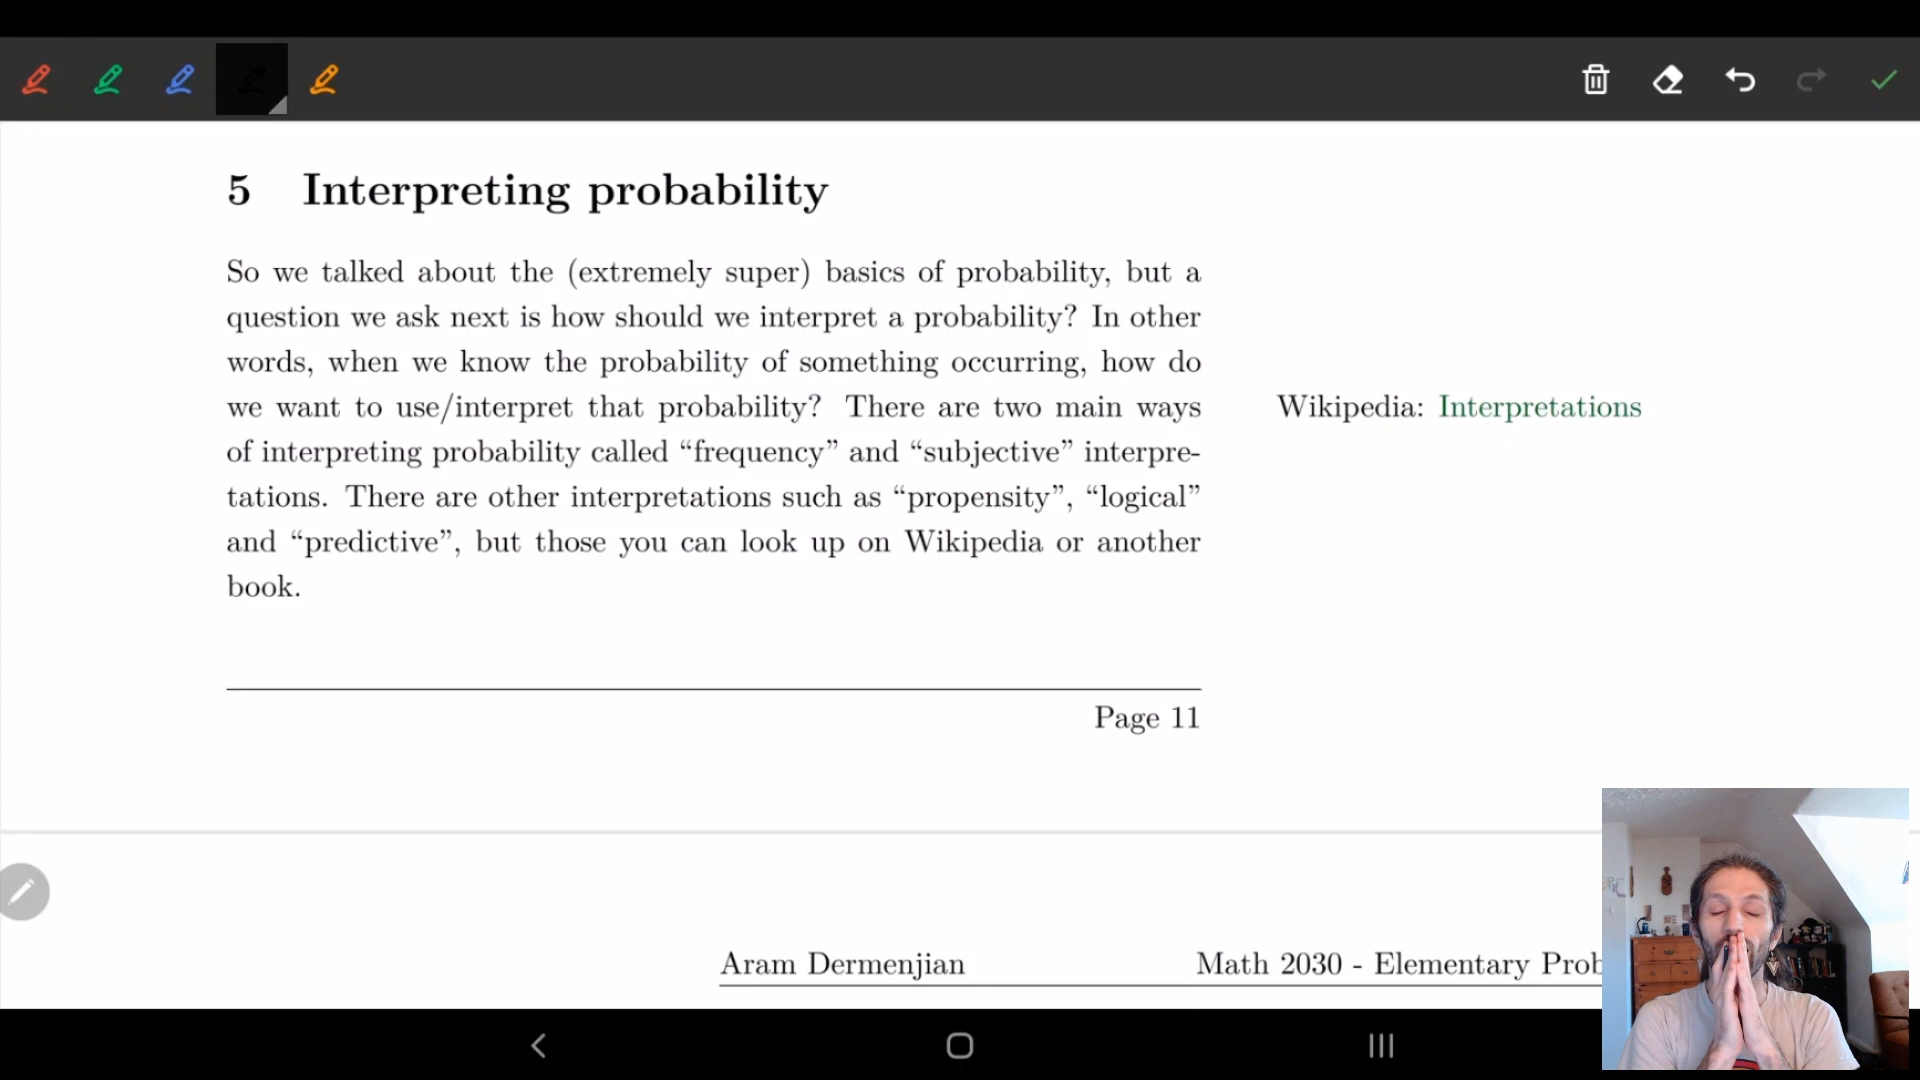 5 Interpreting probability
So we talked about the (extremely super) basics of probability, but a
question we ask next is how should we interpret a probability? In other
words, when we know the probability of something occurring, how do
we want to use/interpret that probability? There are two main ways
Wikipedia: Interpretations
of interpreting probability called “frequency” and “subjective” interpre-
tations. There are other interpretations such as “propensity”, “logical”
and “predictive”, but those you can look up on Wikipedia or another
book.
Page 11
Aram Dermenjian
Math 2030 - Elementary Prob